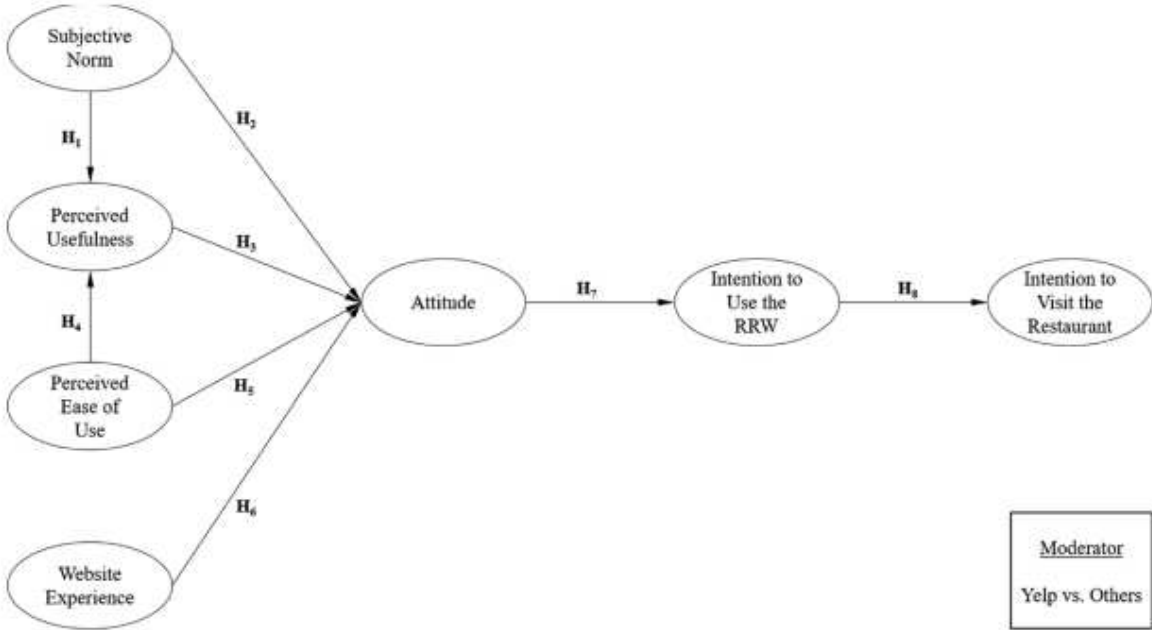 Subjective
Norm
H₂
H₁
Perceived
Usefulness
H₃
Attitude
H₇
Intention to
Use the
RRW
H₈
Intention to
Visit the
Restaurant
H₄
Perceived
Ease of
Use
H₅
H₆
Website
Experience
Moderator
Yelp vs. Others